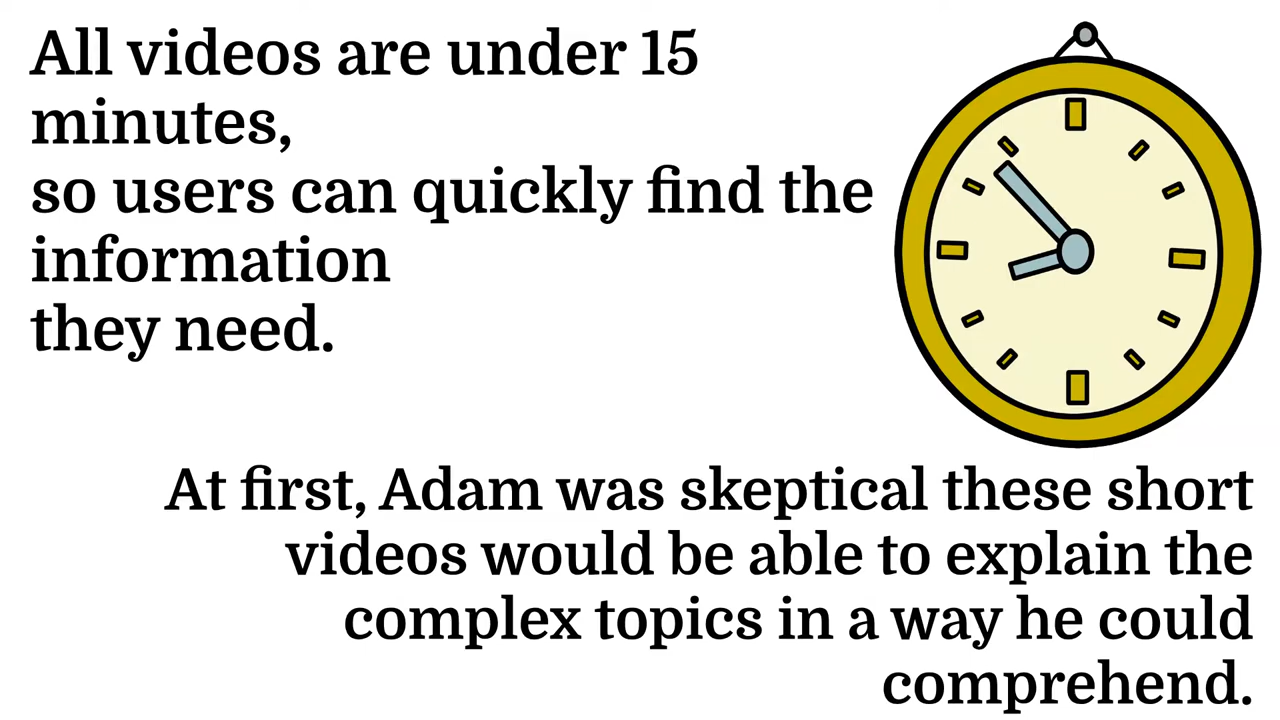 All videos are under 15
minutes,
so users can quickly find the
information
they need.
At first, Adam was skeptical these short
videos would be able to explain the
complex topics in a way he could
comprehend.